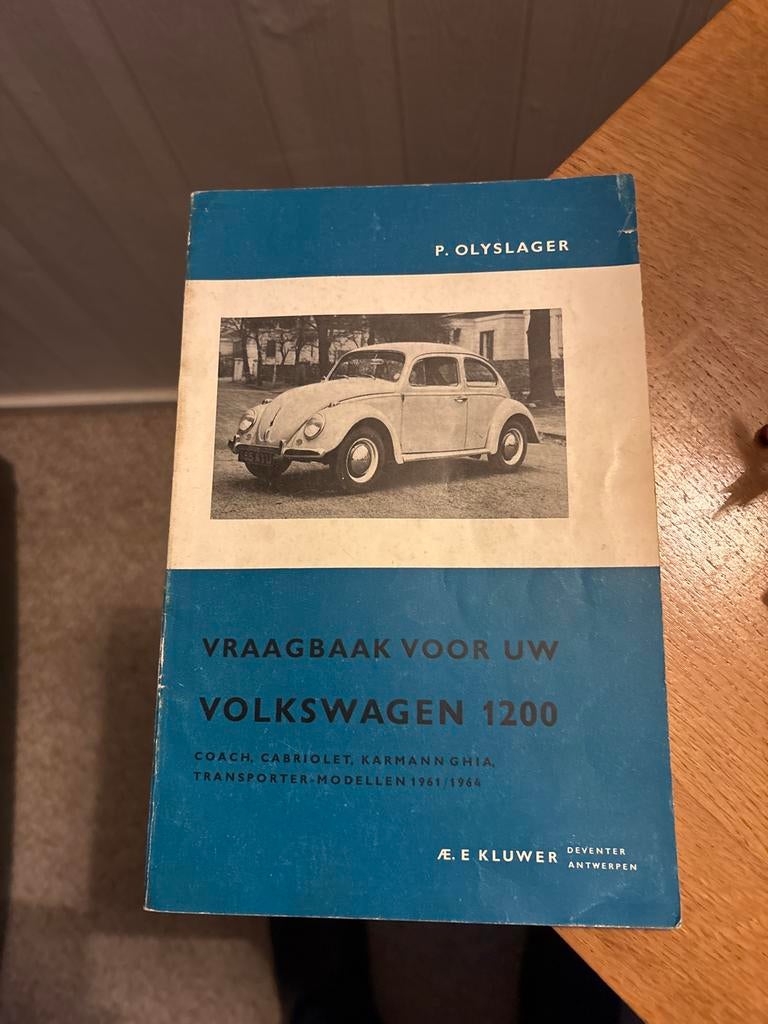 P. OLYSLAGER
VRAAGBAAK VOOR UW
VOLKSWAGEN 1200
COACH, CABRIOLET, KARMANN GHIA,
TRANSPORTER-MODELLEN 1961/1964
Æ. E KLUWER DEVENTER
ANTWERPEN